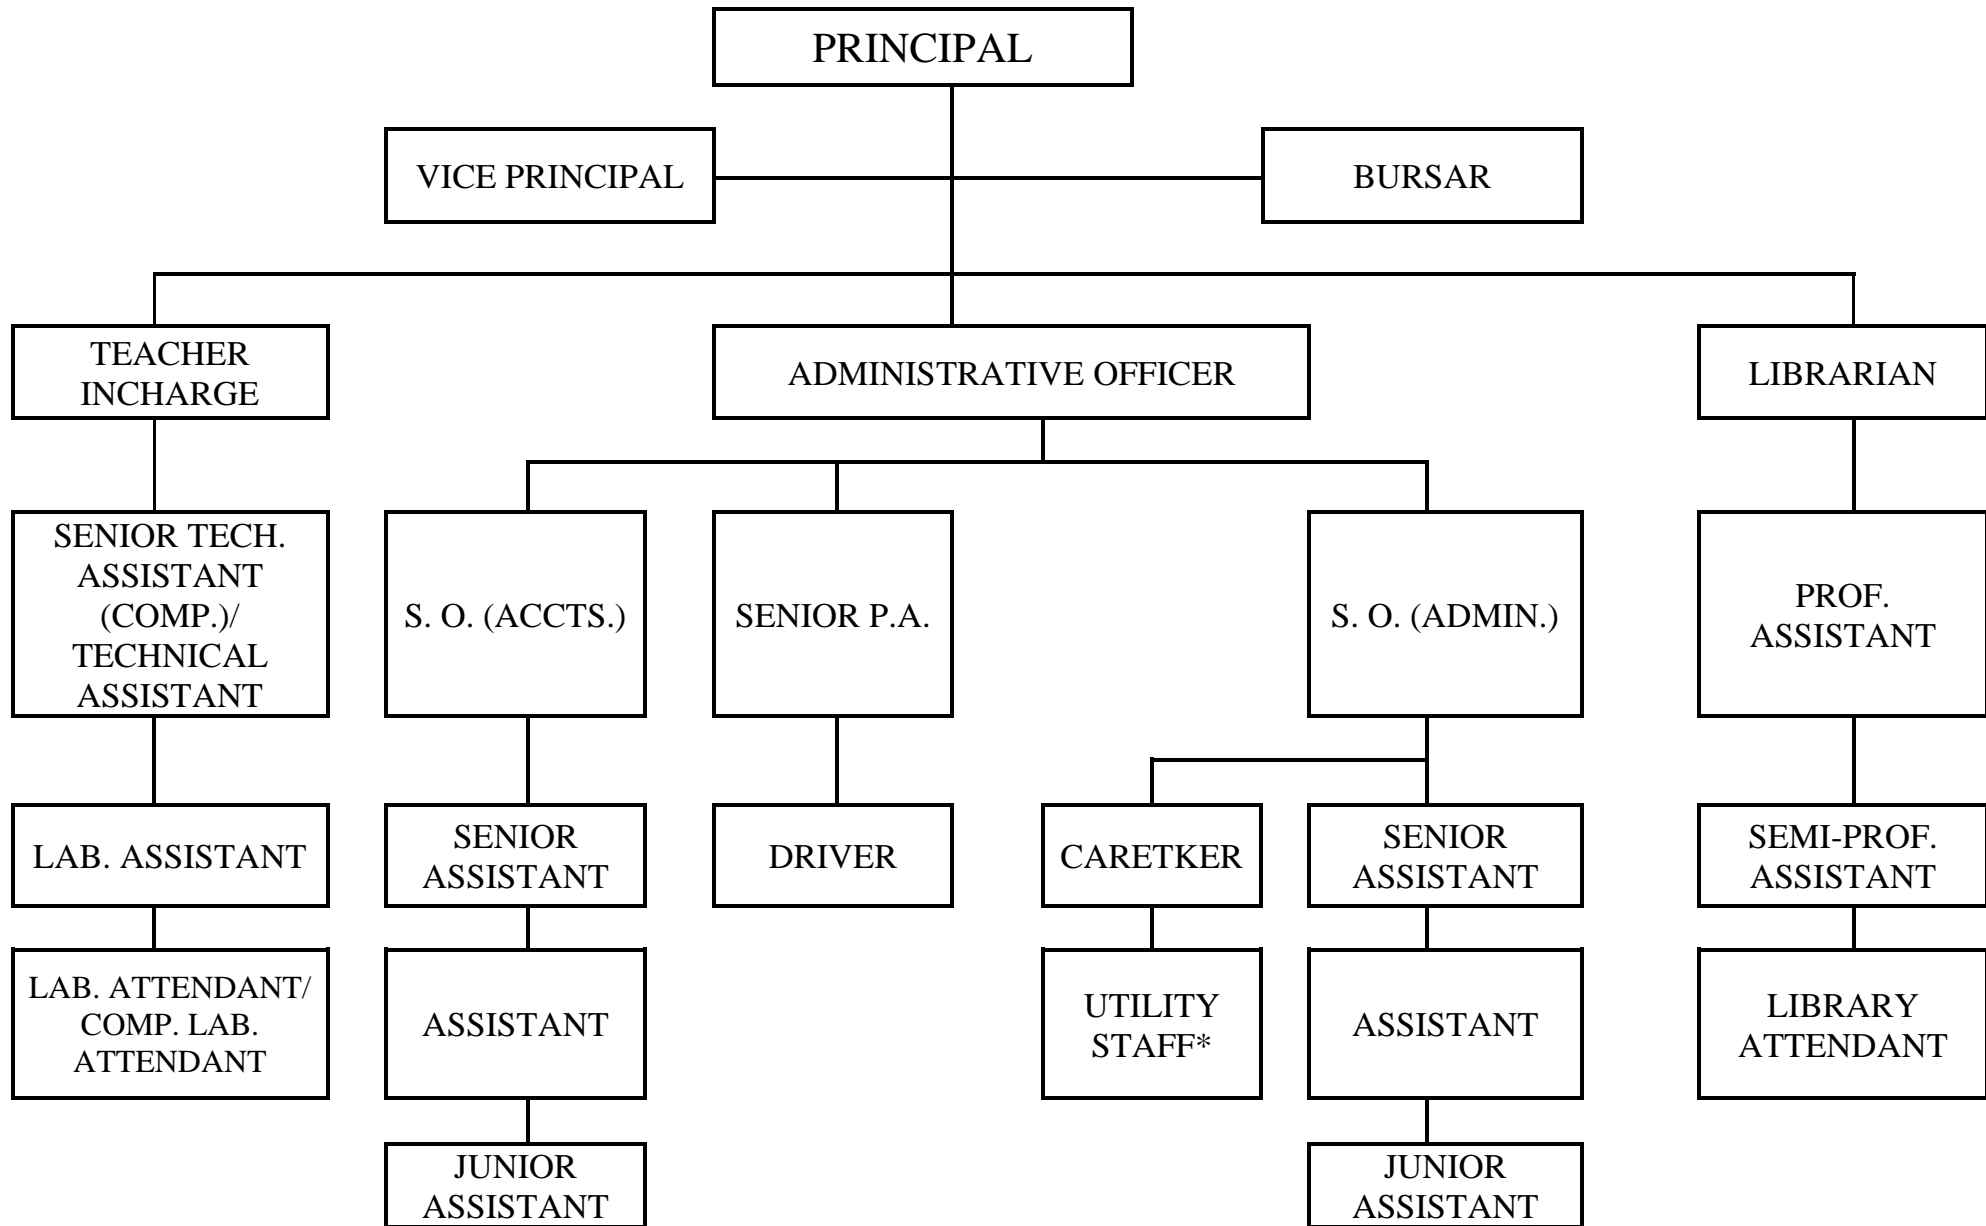 PRINCIPAL
VICE PRINCIPAL
BURSAR
TEACHER
INCHARGE
ADMINISTRATIVE OFFICER
LIBRARIAN
SENIOR TECH.
ASSISTANT
(COMP.)/
TECHNICAL
ASSISTANT
S. O. (ACCTS.)
SENIOR P.A.
S. O. (ADMIN.)
PROF.
ASSISTANT
LAB. ASSISTANT
SENIOR
ASSISTANT
DRIVER
CARETKER
SENIOR
ASSISTANT
SEMI-PROF.
ASSISTANT
LAB. ATTENDANT/
COMP. LAB.
ATTENDANT
ASSISTANT
UTILITY
STAFF*
ASSISTANT
LIBRARY
ATTENDANT
JUNIOR
ASSISTANT
JUNIOR
ASSISTANT